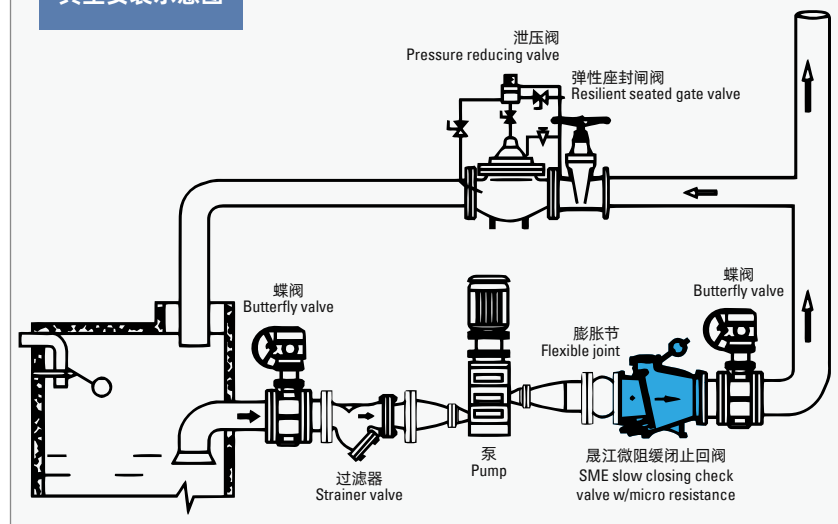 泄压阀
Pressure reducing valve
弹性座封闸阀
Resilient seated gate valve
蝶阀
Butterfly valve
蝶阀
Butterfly valve
膨胀节
Flexible joint
过滤器
Strainer valve
泵
Pump
晟江微阻缓闭止回阀
SME slow closing check
valve w/micro resistance